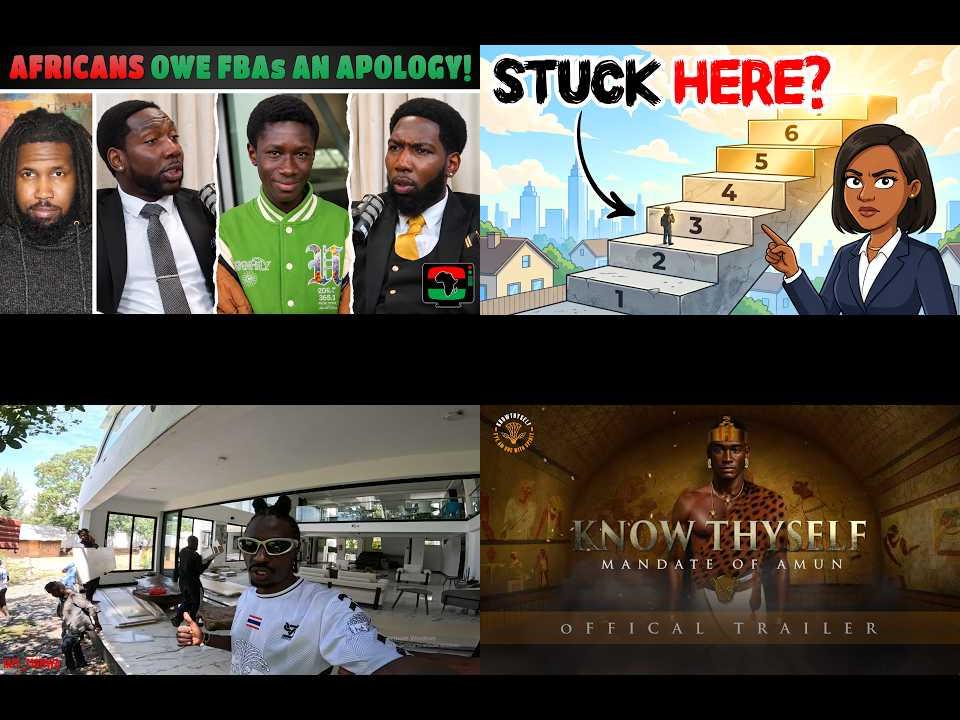 AFRICANS OWE FBAs AN APOLOGY!
STUCK HERE?
6
5
4
3
2
1
KNOWTHYSELF
KNOW THYSELF
MANDATE OF AMUN
OFFICAL TRAILER